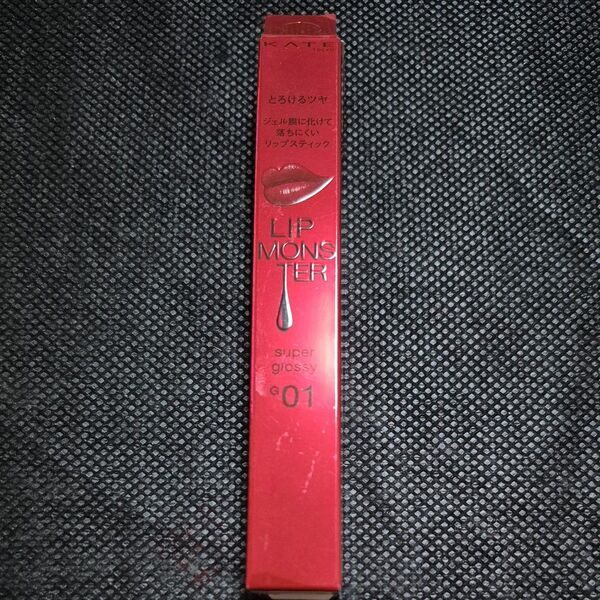 KATE
TOKYO
とろけるツヤ
ジェル膜に化けて
落ちにくい
リップスティック
LIP
MONS
TER
super
glossy
G01